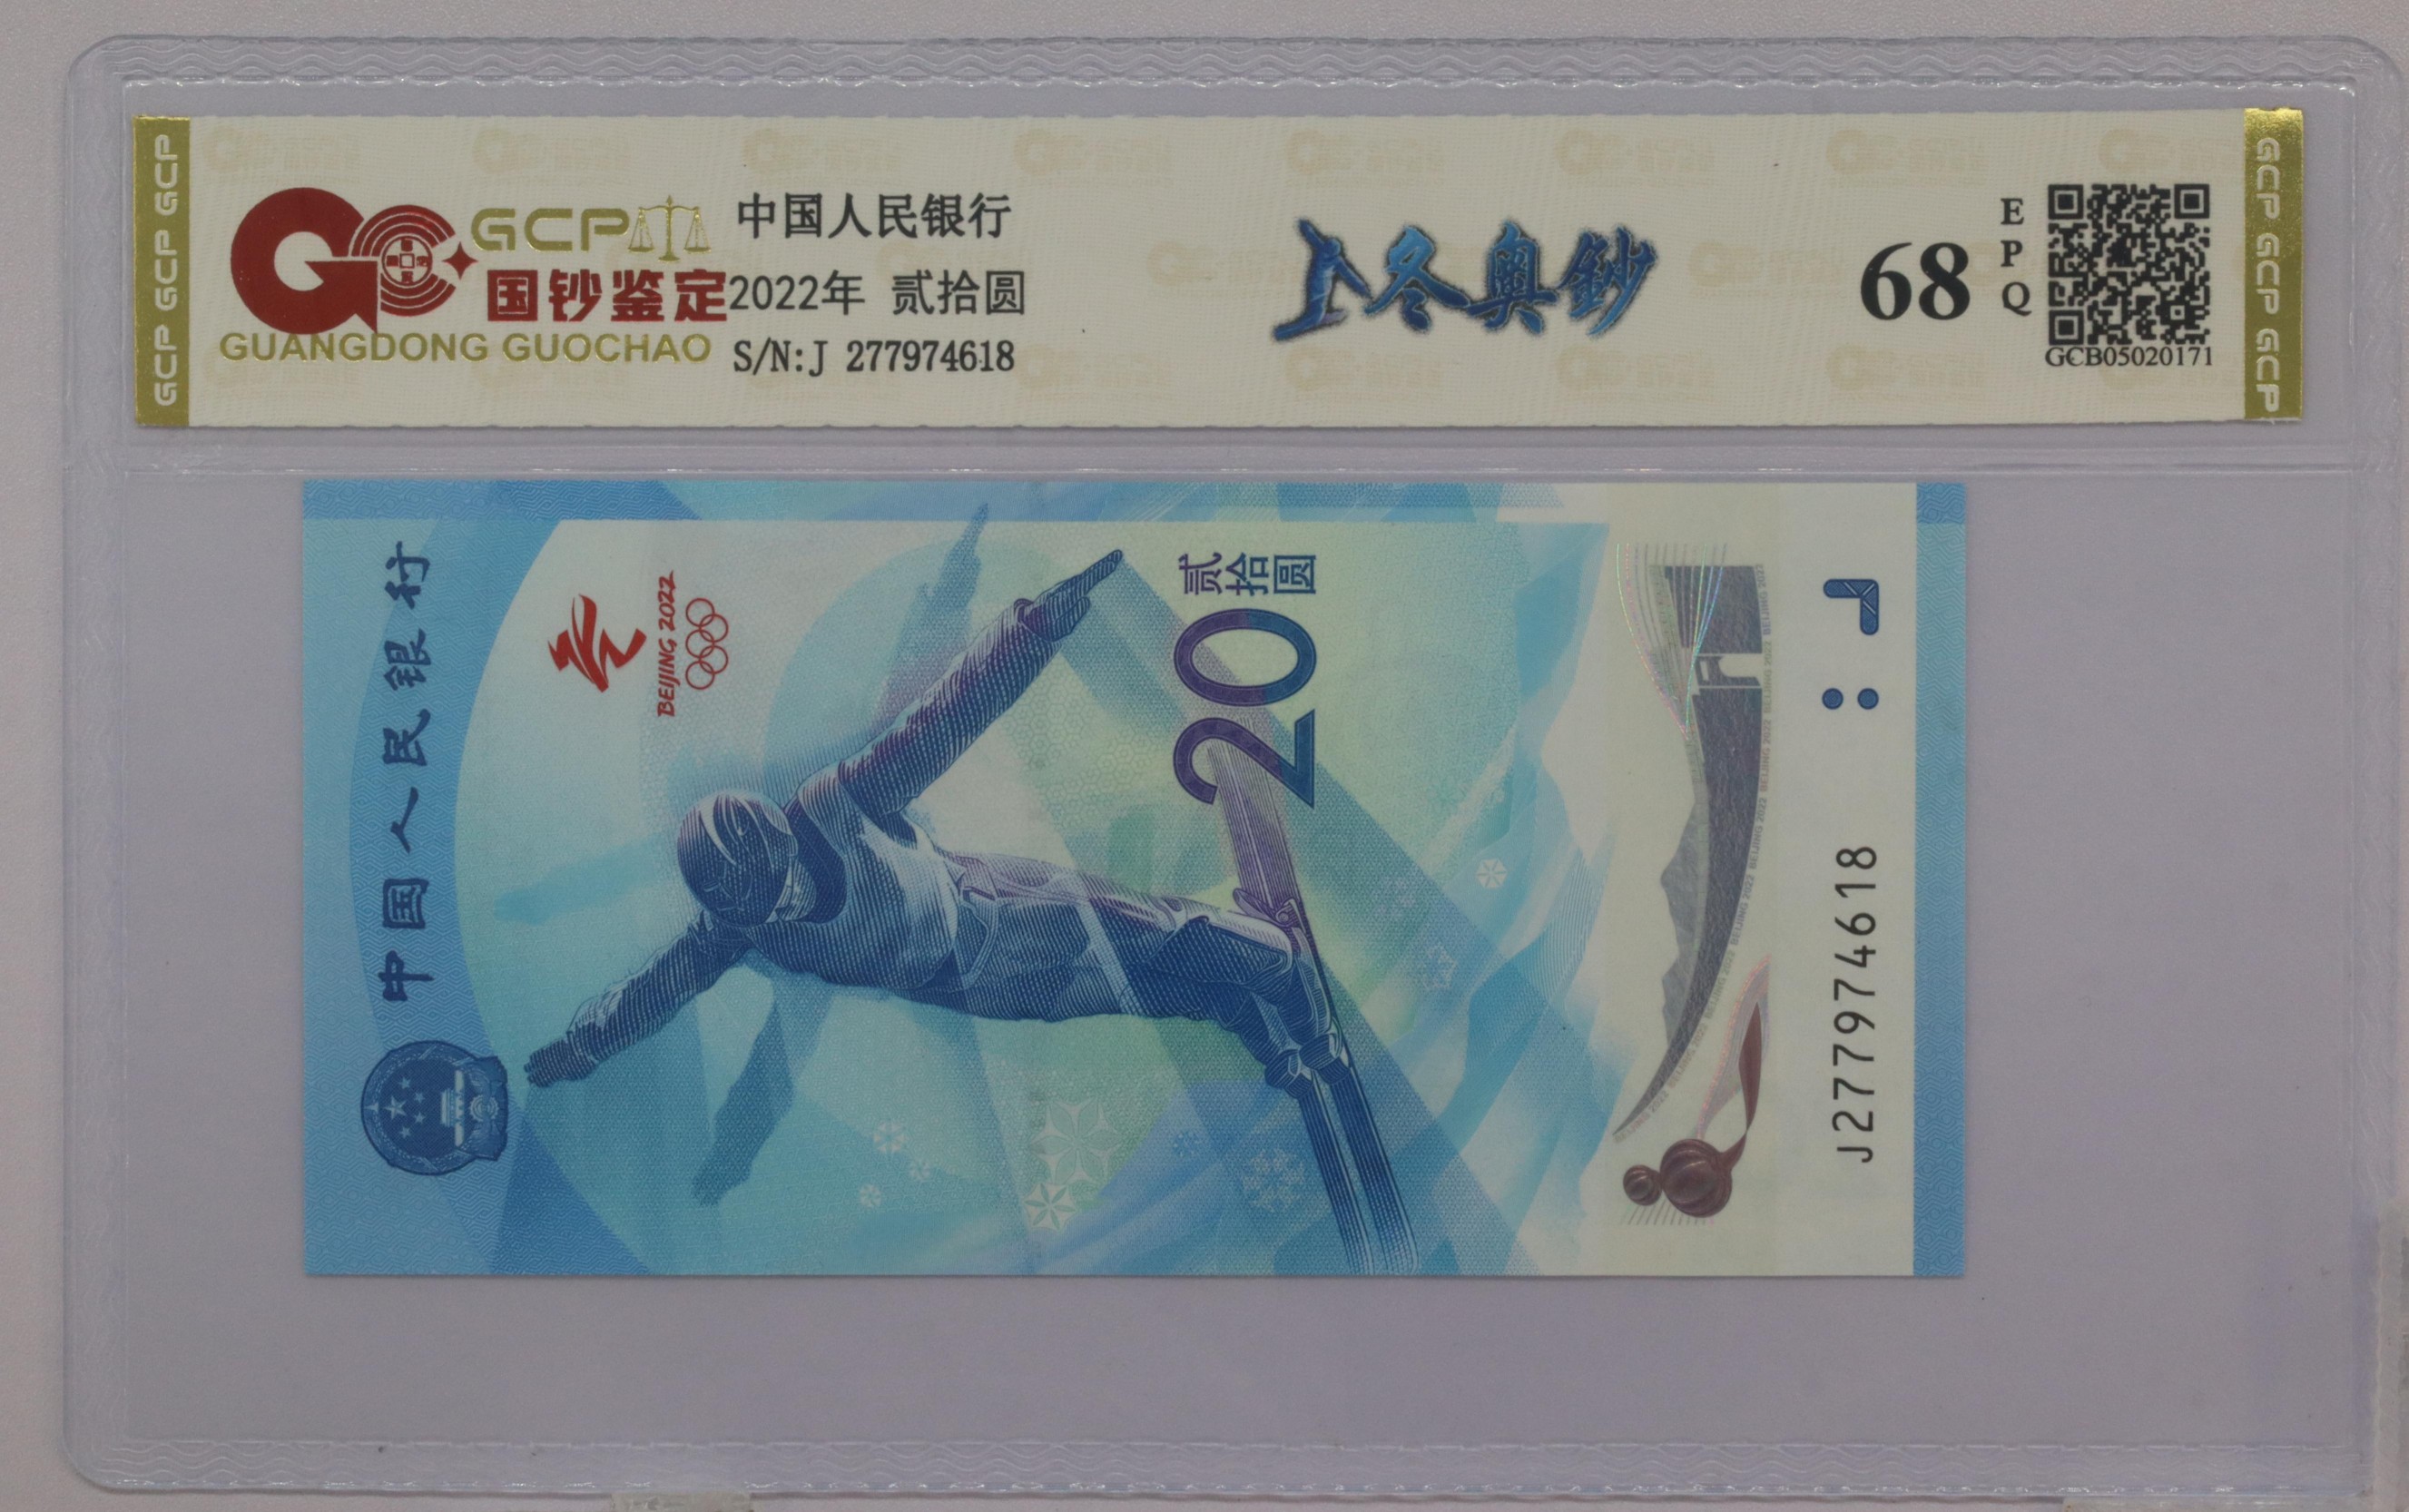 GCP GCP GCP
GCP
国钞鉴定
GUANGDONG GUOCHAO
中国人民银行
2022年 贰拾圆
S/N:J 277974618
冬奥鈔
68
EPQ
GCB05020171
GCP GCP GCP
中国人民银行
BEIJING 2022
贰拾圆
20
J277974618